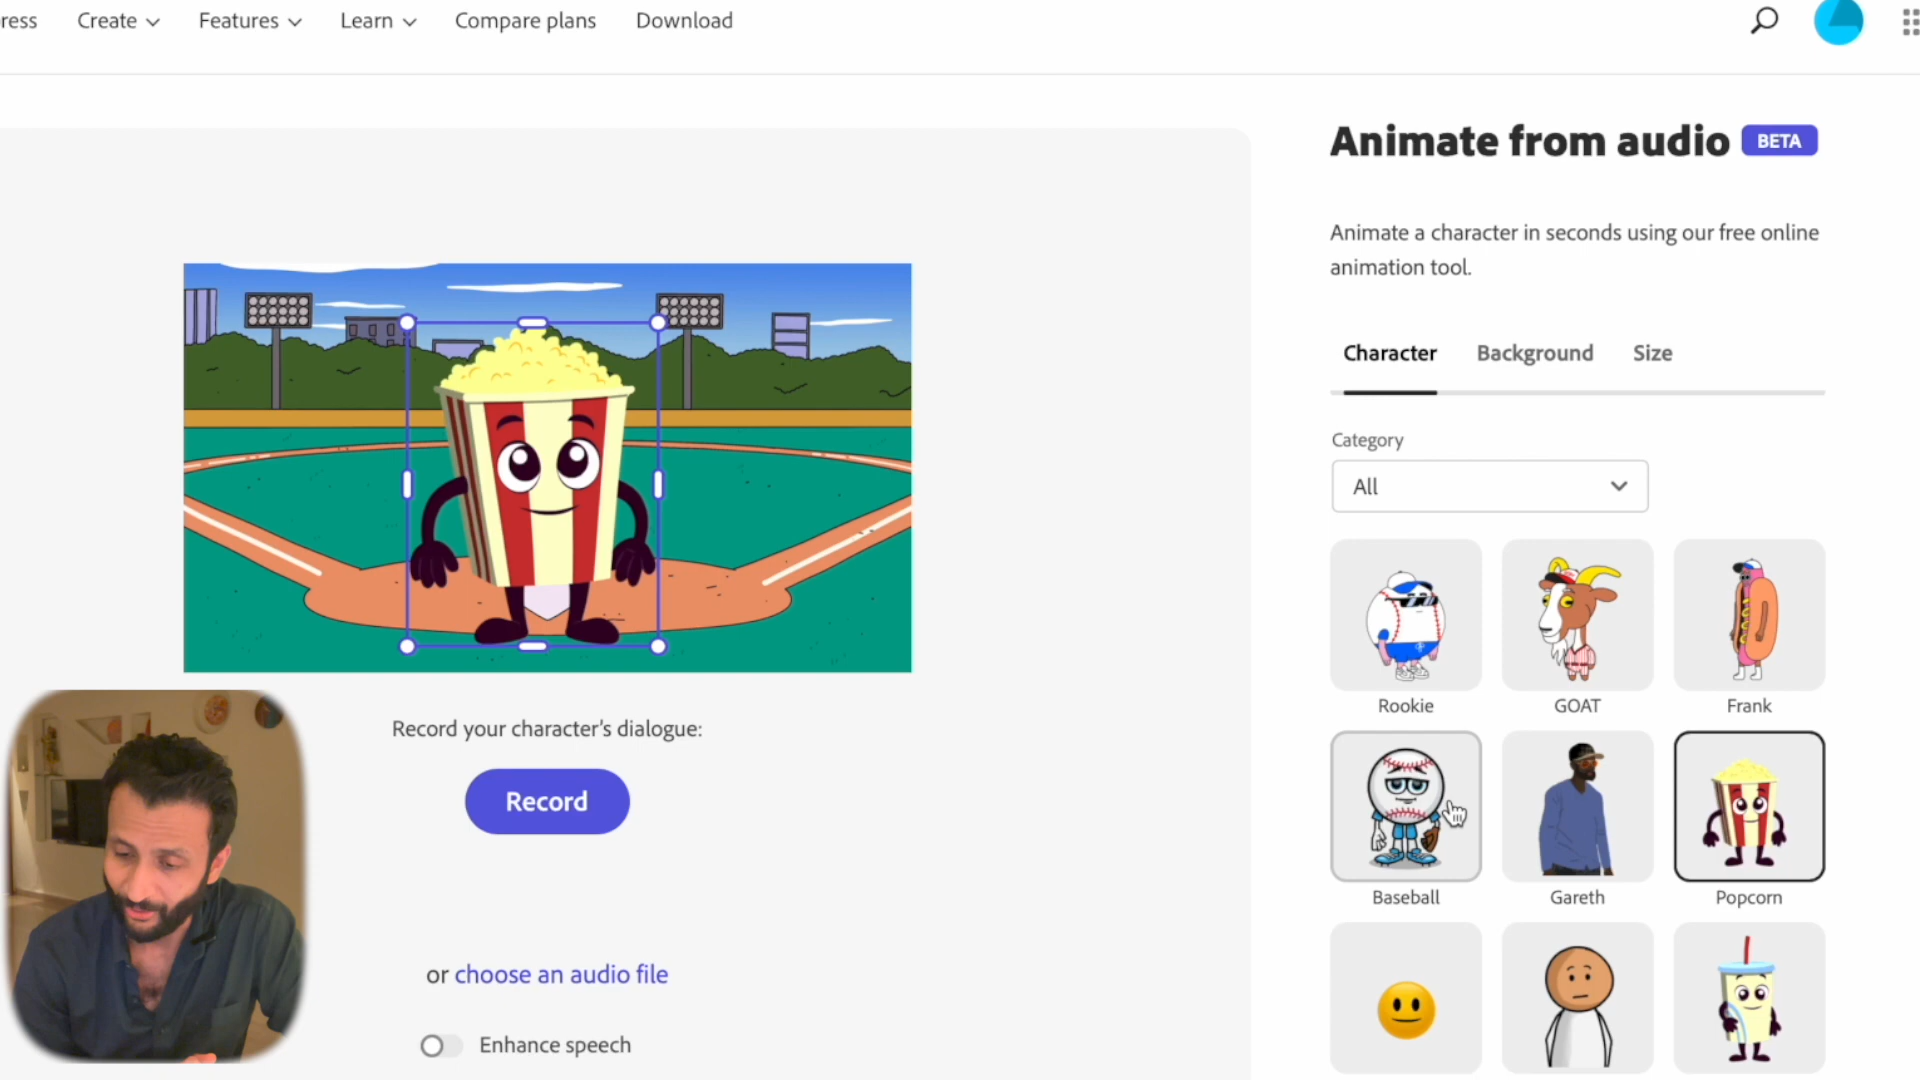 ress
Create
Features
Learn
Compare plans
Download
Animate from audio
BETA
Animate a character in seconds using our free online
animation tool.
Character
Background
Size
Category
All
Rookie
GOAT
Frank
Baseball
Gareth
Popcorn
Record your character's dialogue:
Record
or choose an audio file
Enhance speech